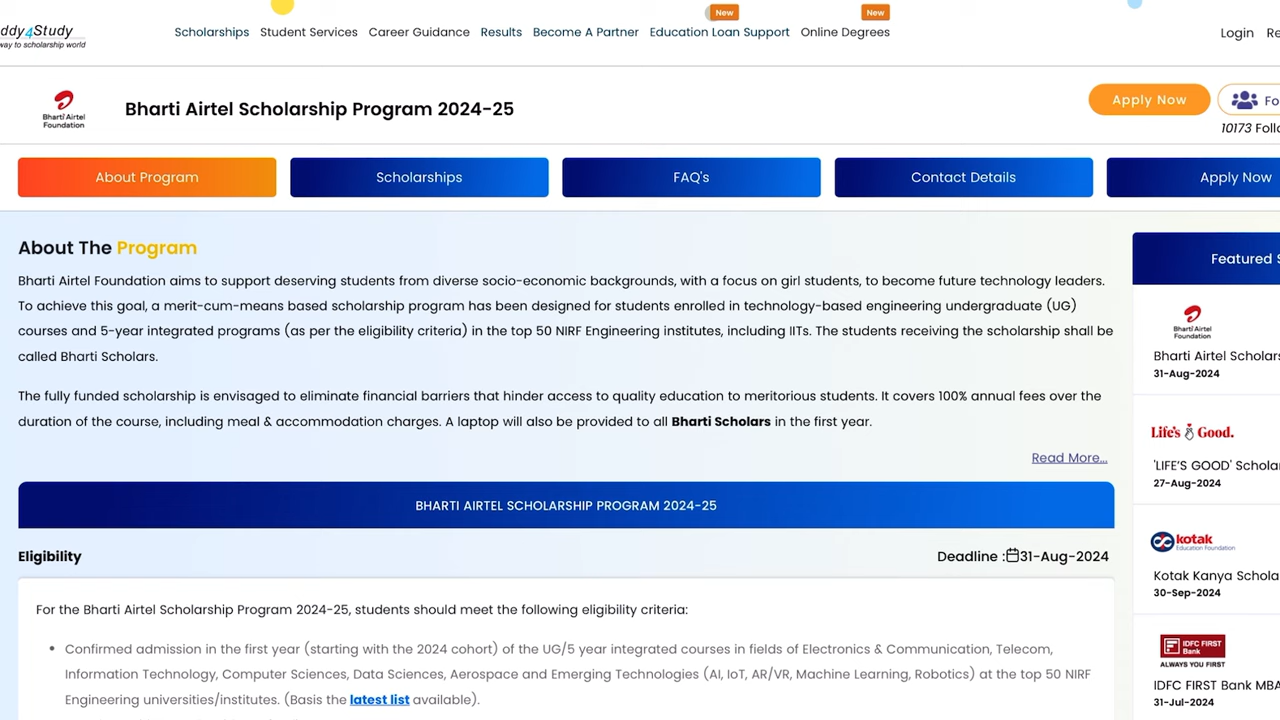 New
New
ddy4Study
way to scholarship world
Scholarships Student Services Career Guidance Results Become A Partner Education Loan Support Online Degrees
Login
Bharti Airtel Foundation
Bharti Airtel Scholarship Program 2024-25
Apply Now
10173
About Program
Scholarships
FAQ's
Contact Details
Apply Now
About The Program
Bharti Airtel Foundation aims to support deserving students from diverse socio-economic backgrounds, with a focus on girl students, to become future technology leaders.
To achieve this goal, a merit-cum-means based scholarship program has been designed for students enrolled in technology-based engineering undergraduate (UG)
courses and 5-year integrated programs (as per the eligibility criteria) in the top 50 NIRF Engineering institutes, including IITs. The students receiving the scholarship shall be
called Bharti Scholars.
The fully funded scholarship is envisaged to eliminate financial barriers that hinder access to quality education to meritorious students. It covers 100% annual fees over the
duration of the course, including meal & accommodation charges. A laptop will also be provided to all Bharti Scholars in the first year.
Read More...
BHARTI AIRTEL SCHOLARSHIP PROGRAM 2024-25
Eligibility
Deadline :31-Aug-2024
For the Bharti Airtel Scholarship Program 2024-25, students should meet the following eligibility criteria:
• Confirmed admission in the first year (starting with the 2024 cohort) of the UG/5 year integrated courses in fields of Electronics & Communication, Telecom,
Information Technology, Computer Sciences, Data Sciences, Aerospace and Emerging Technologies (AI, IoT, AR/VR, Machine Learning, Robotics) at the top 50 NIRF
Engineering universities/institutes. (Basis the latest list available).
Featured
Bharti Airtel Foundation
Bharti Airtel Scholars
31-Aug-2024
Life's Good.
'LIFE'S GOOD' Schola
27-Aug-2024
kotak
Education Foundation
Kotak Kanya Schola
30-Sep-2024
IDFC FIRST
Bank
ALWAYS YOU FIRST
IDFC FIRST Bank MBA
31-Jul-2024